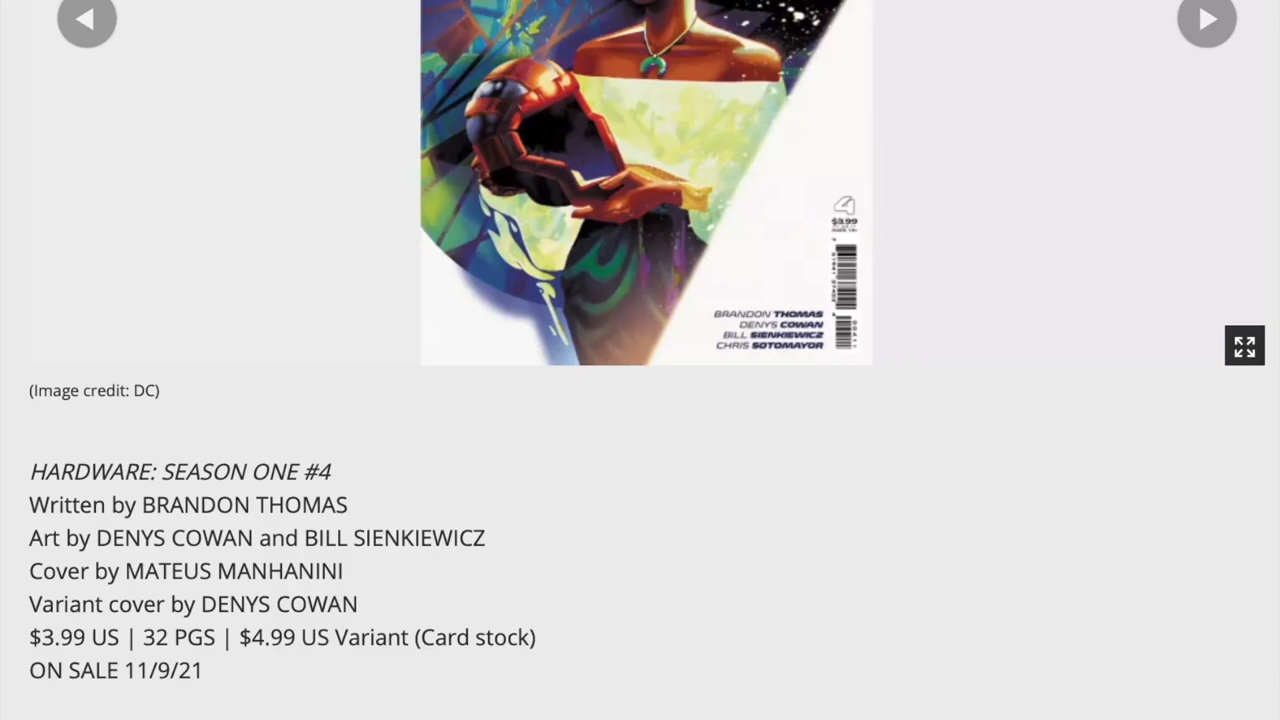 4
$3.99
BRANDON THOMAS
DENYS COWAN
BILL SIENKIEWICZ
CHRIS SOTOMAYOR
(Image credit: DC)
HARDWARE: SEASON ONE #4
Written by BRANDON THOMAS
Art by DENYS COWAN and BILL SIENKIEWICZ
Cover by MATEUS MANHANINI
Variant cover by DENYS COWAN
$3.99 US | 32 PGS | $4.99 US Variant (Card stock)
ON SALE 11/9/21